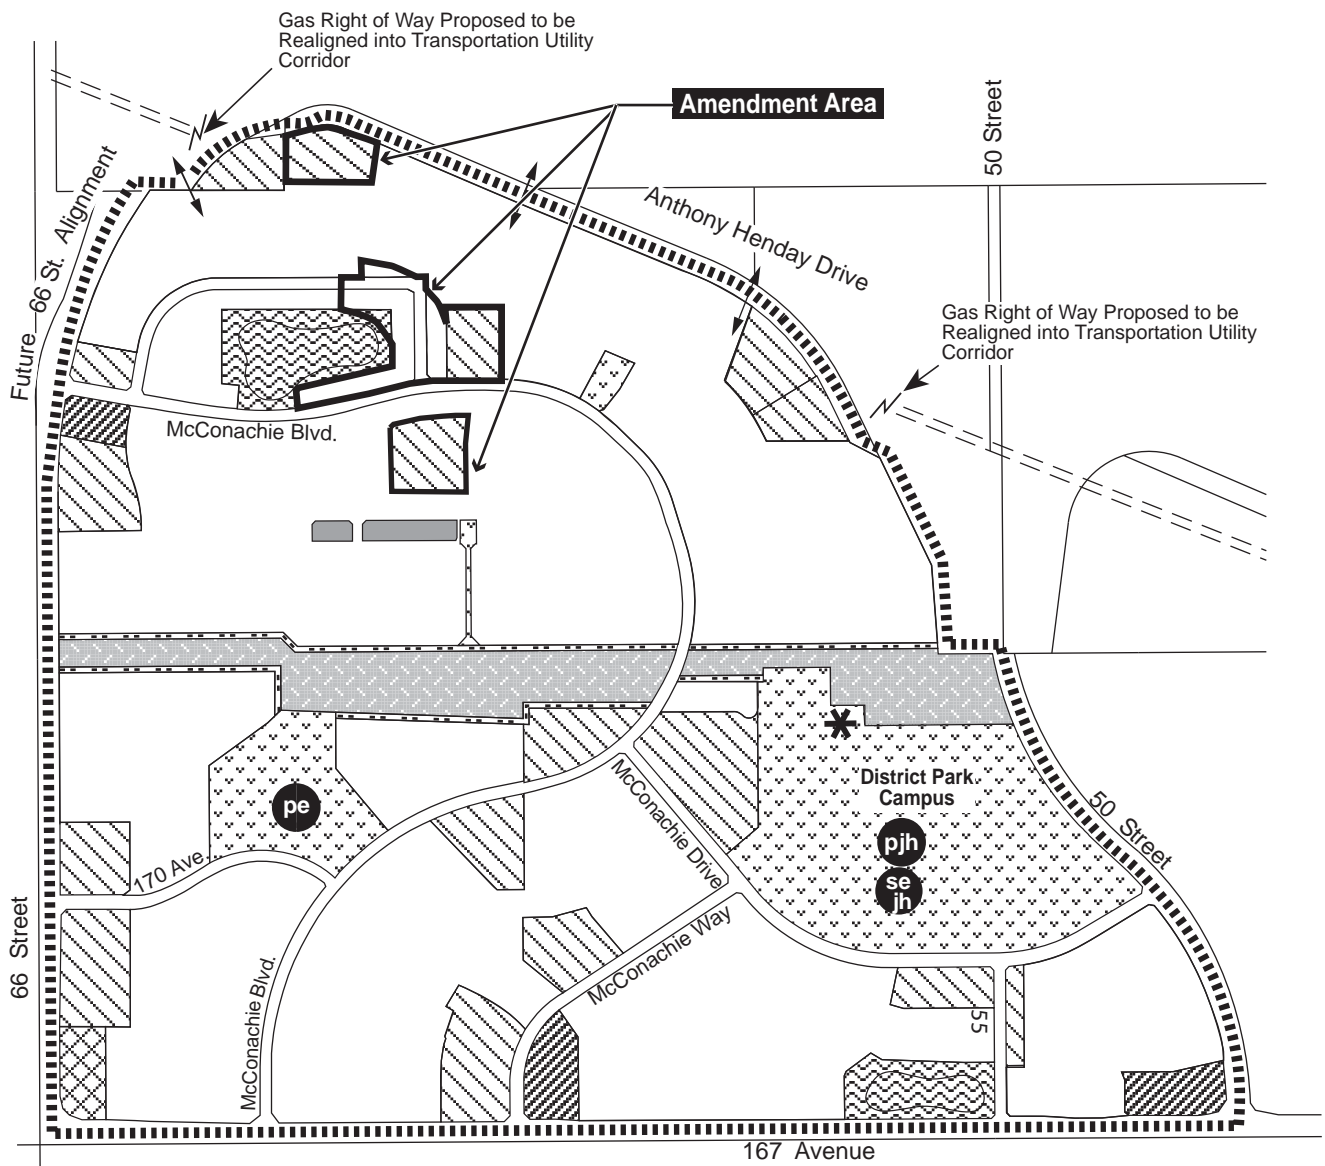 Gas Right of Way Proposed to be
Realigned into Transportation Utility
Corridor
Amendment Area
50 Street
Future 66 St. Alignment
Anthony Henday Drive
Gas Right of Way Proposed to be
Realigned into Transportation Utility
Corridor
McConachie Blvd.
District Park
Campus
pe
pjh
se
jh
McConachie Drive
50 Street
170 Ave.
66 Street
McConachie Way
McConachie Blvd.
55
167 Avenue